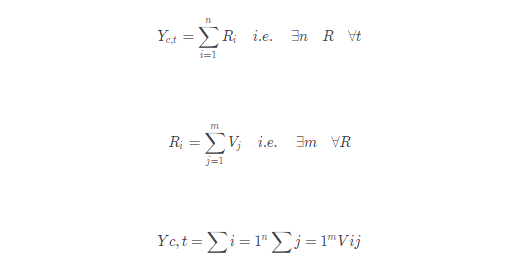 Y_{c,t} = \sum_{i=1}^{n} R_i i.e. ∃n R ∀t
R_i = \sum_{j=1}^{m} V_j i.e. ∃m ∀R
Yc,t = \sum i = 1^n \sum j = 1^m Vij